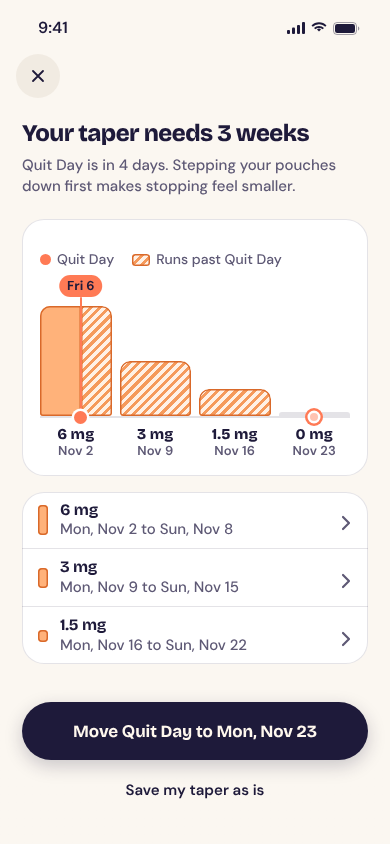 9:41
Your taper needs 3 weeks
Quit Day is in 4 days. Stepping your pouches
down first makes stopping feel smaller.
Quit Day
Runs past Quit Day
Fri 6
6 mg
Nov 2
3 mg
Nov 9
1.5 mg
Nov 16
0 mg
Nov 23
6 mg
Mon, Nov 2 to Sun, Nov 8
3 mg
Mon, Nov 9 to Sun, Nov 15
1.5 mg
Mon, Nov 16 to Sun, Nov 22
Move Quit Day to Mon, Nov 23
Save my taper as is